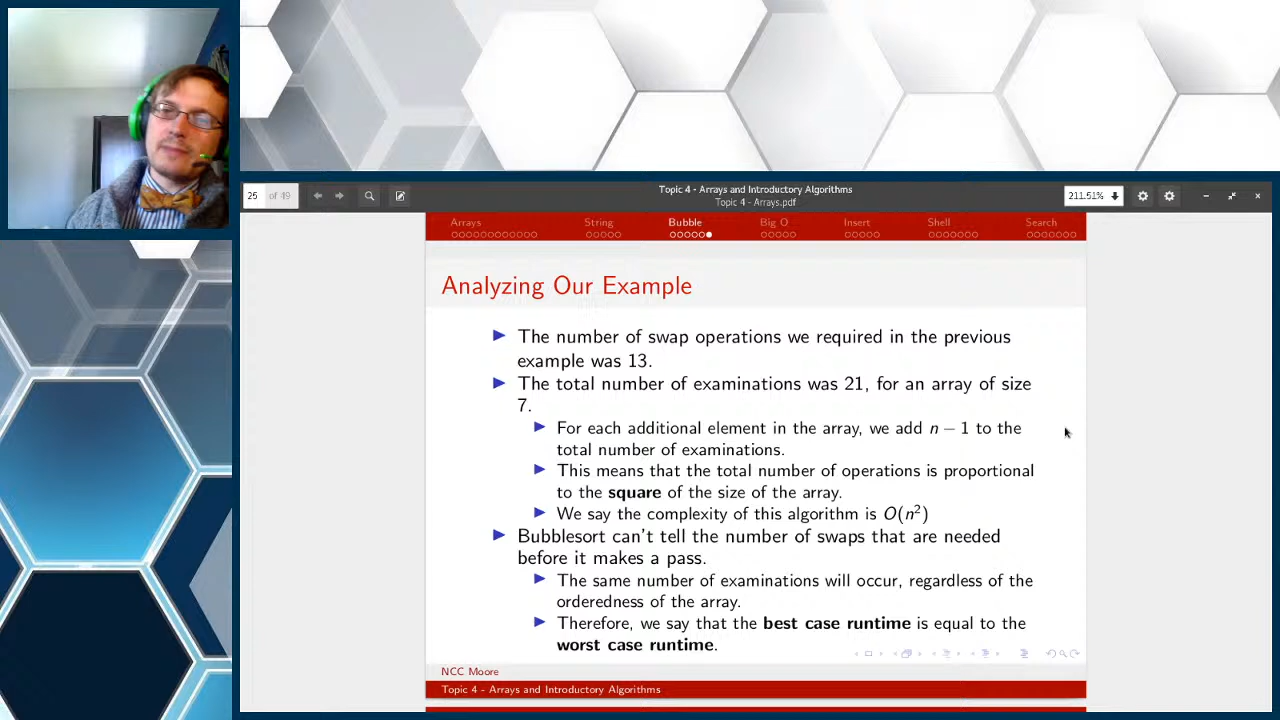 25 of 49
Topic 4 - Arrays and Introductory Algorithms
Topic 4 - Arrays.pdf
211.51%
Arrays String Bubble Big O Insert Shell Search
Analyzing Our Example
The number of swap operations we required in the previous
example was 13.
The total number of examinations was 21, for an array of size
7.
For each additional element in the array, we add n − 1 to the
total number of examinations.
This means that the total number of operations is proportional
to the square of the size of the array.
We say the complexity of this algorithm is O(n²)
Bubblesort can't tell the number of swaps that are needed
before it makes a pass.
The same number of examinations will occur, regardless of the
orderedness of the array.
Therefore, we say that the best case runtime is equal to the
worst case runtime.
NCC Moore
Topic 4 - Arrays and Introductory Algorithms